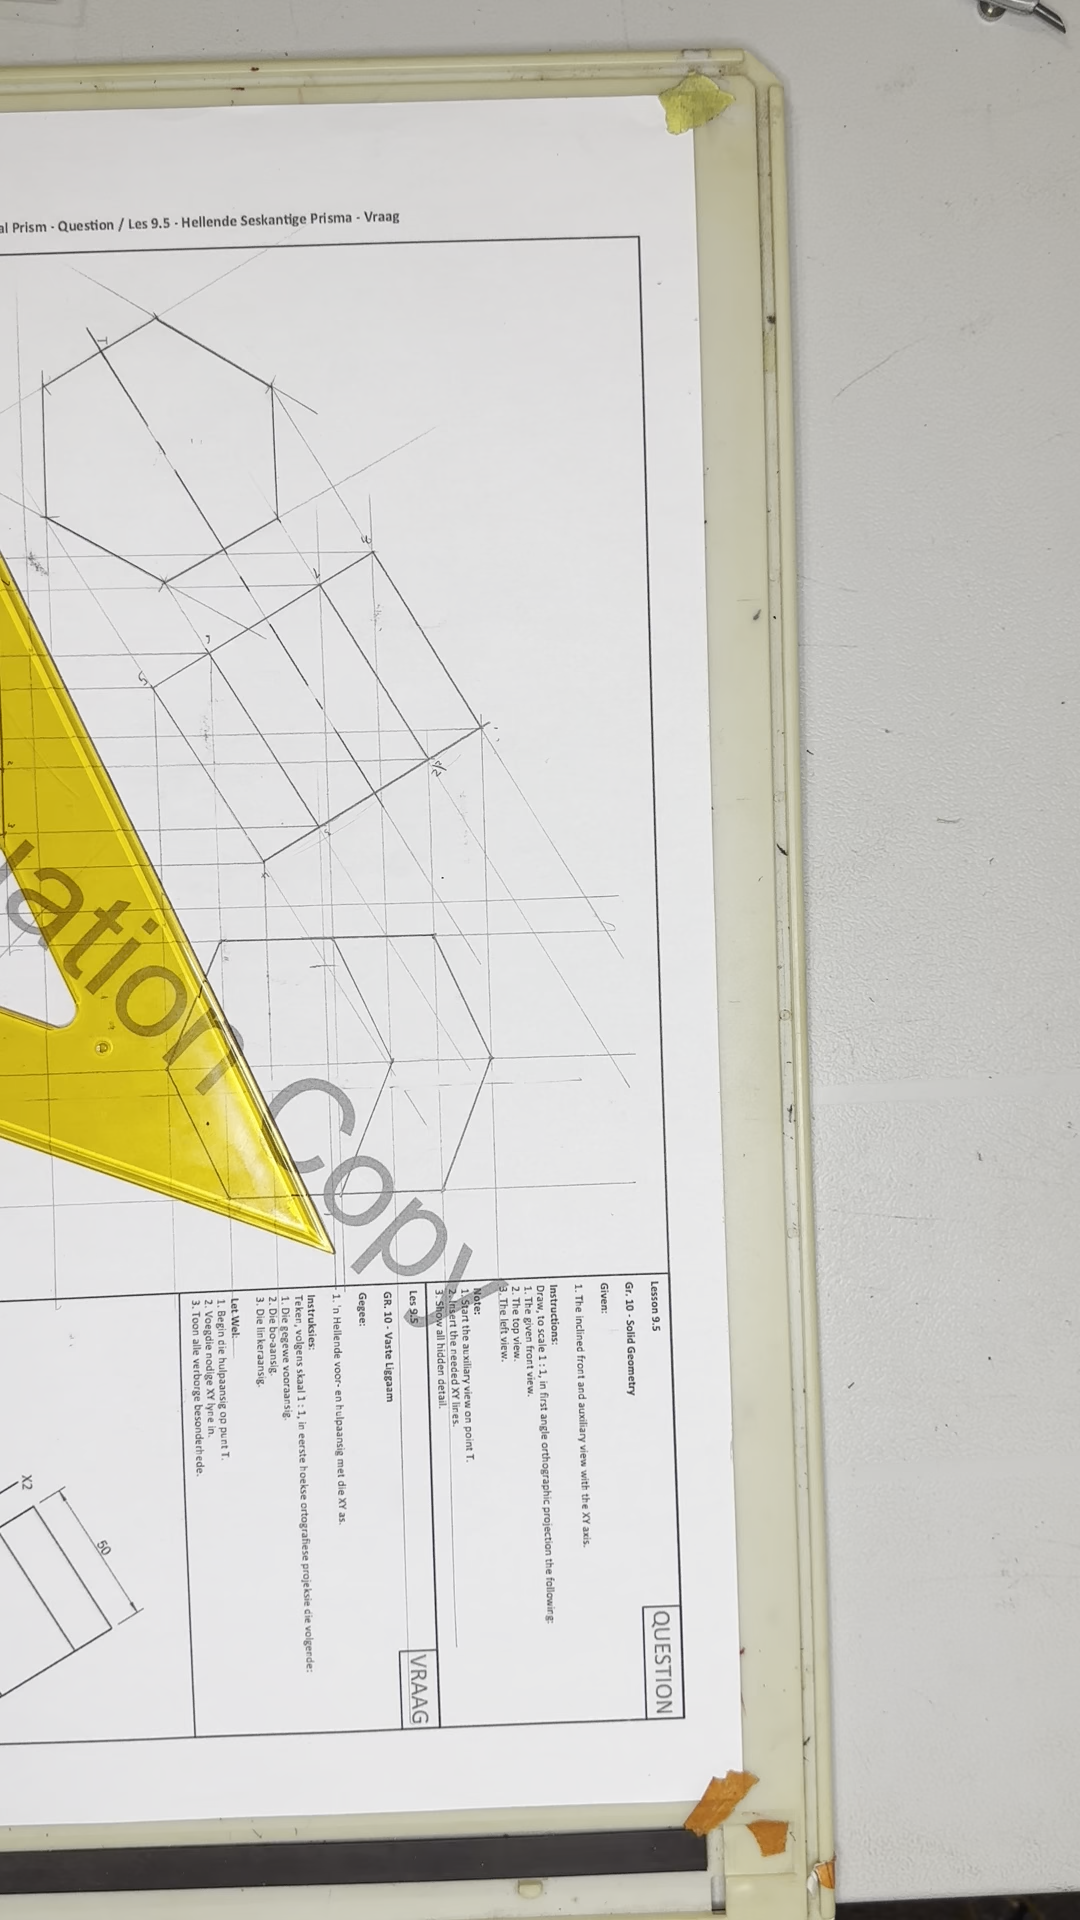 al Prism - Question / Les 9.5 - Hellende Seskantige Prisma - Vraag
Lesson 9.5
QUESTION
Gr. 10 - Solid Geometry
Given:
1. The inclined front and auxiliary view with the XY axis.
Instructions:
Draw, to scale 1 : 1, in first angle orthographic projection the following:
1. The given front view.
2. The top view.
3. The left view.
Note:
1. Start the auxiliary view on point T.
2. Insert the needed XY lines.
3. Show all hidden detail.
Les 9.5
VRAAG
GR. 10 - Vaste Liggaam
Gegee:
1. 'n Hellende voor- en hulpaansig met die XY as.
Instruksies:
Teken, volgens skaal 1 : 1, in eerste hoekse ortografiese projeksie die volgende:
1. Die gegewe vooraansig.
2. Die bo-aansig.
3. Die linkeraansig.
Let Wel:
1. Begin die hulpaansig op punt T.
2. Voeg die nodige XY lyne in.
3. Toon alle verborge besonderhede.
X2
T
uation Copy